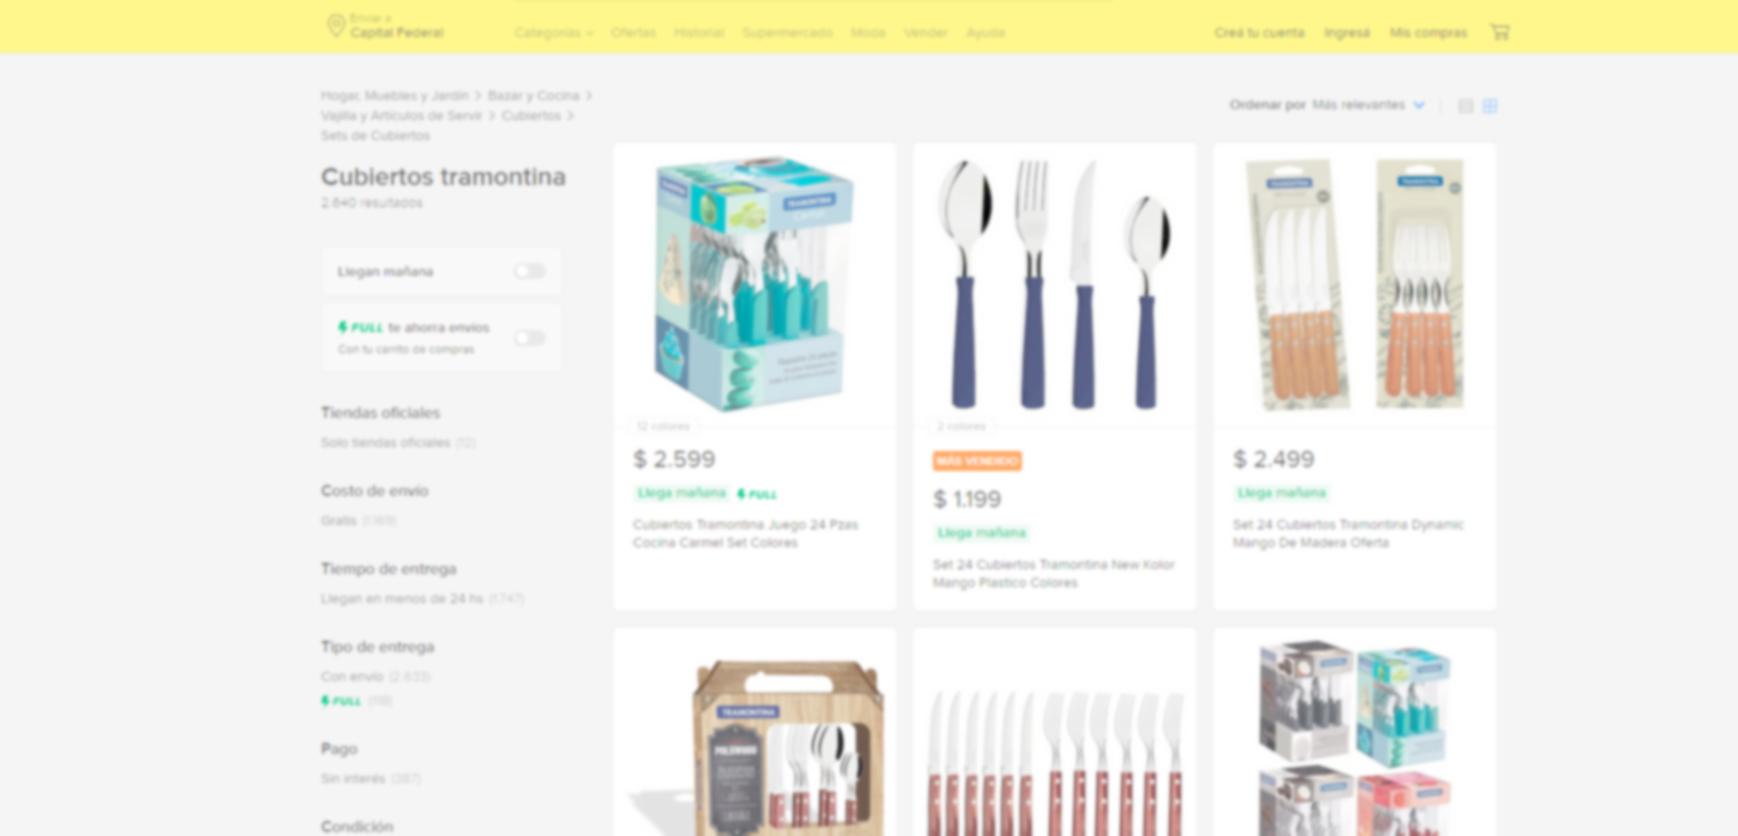 Enviar a
Capital Federal
Categorías Ofertas Historial Supermercado Moda Vender Ayuda
Creá tu cuenta Ingresá Mis compras
Hogar, Muebles y Jardín > Bazar y Cocina >
Vajilla y Artículos de Servir > Cubiertos >
Sets de Cubiertos
Ordenar por Más relevantes
Cubiertos tramontina
2.640 resultados
Llegan mañana
FULL te ahorra envíos
Con tu carrito de compras
Tiendas oficiales
Solo tiendas oficiales (12)
Costo de envío
Gratis
Tiempo de entrega
Llegan en menos de 24 hs (1.747)
Tipo de entrega
Con envío (2.633)
FULL
Pago
Sin interés (387)
Condición
TRAMONTINA
12 colores
$ 2.599
Llega mañana FULL
Cubiertos Tramontina Juego 24 Pzas
Cocina Carmel Set Colores
2 colores
MÁS VENDIDO
$ 1.199
Llega mañana
Set 24 Cubiertos Tramontina New Kolor
Mango Plastico Colores
TRAMONTINA
TRAMONTINA
$ 2.499
Llega mañana
Set 24 Cubiertos Tramontina Dynamic
Mango De Madera Oferta
TRAMONTINA
POLYWOOD